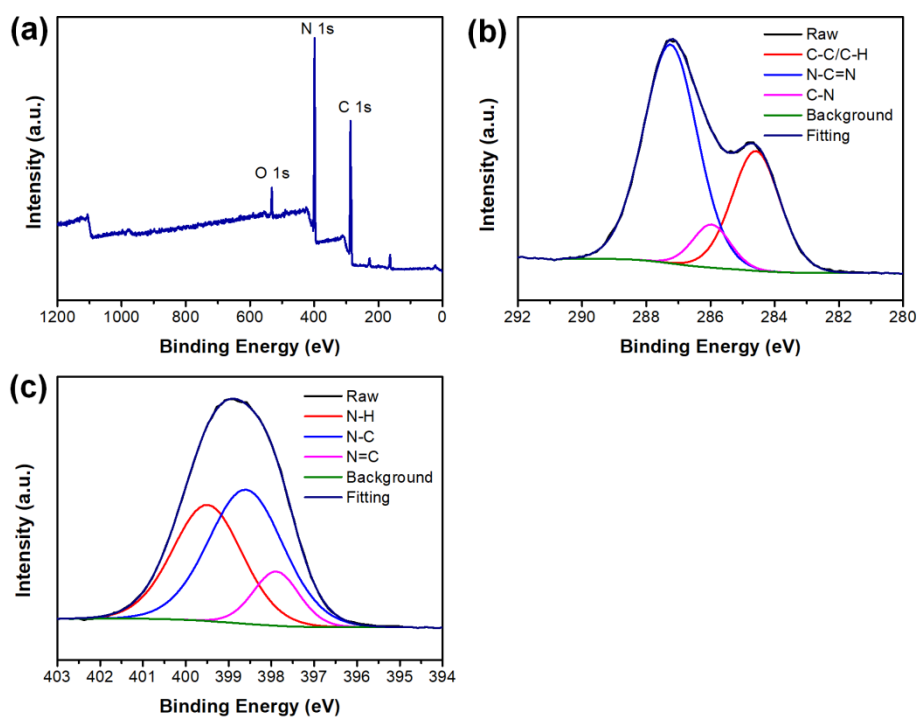 (a)
N 1s
C 1s
O 1s
Intensity (a.u.)
1200 1000 800 600 400 200 0
Binding Energy (eV)
(b)
Raw
C-C/C-H
N-C=N
C-N
Background
Fitting
Intensity (a.u.)
292 290 288 286 284 282 280
Binding Energy (eV)
(c)
Raw
N-H
N-C
N=C
Background
Fitting
Intensity (a.u.)
403 402 401 400 399 398 397 396 395 394
Binding Energy (eV)